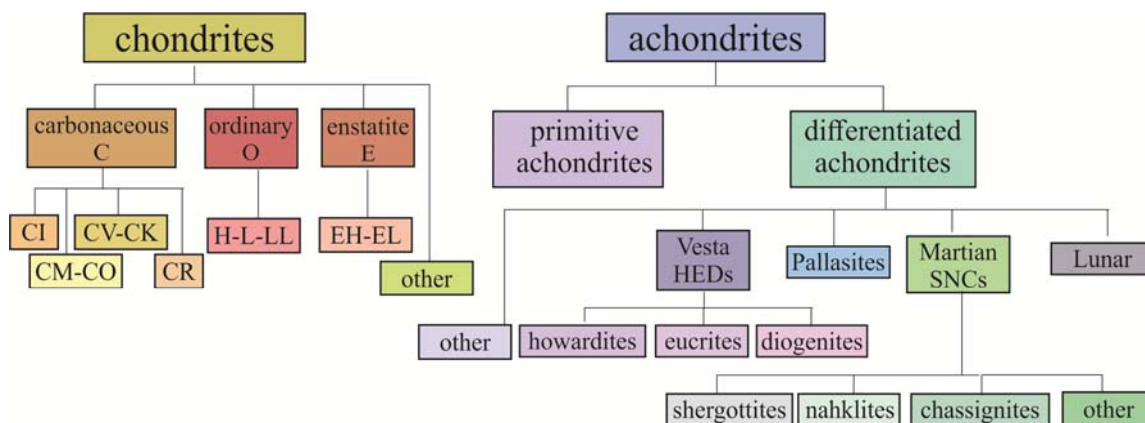 chondrites
achondrites
carbonaceous
C
ordinary
O
enstatite
E
primitive
achondrites
differentiated
achondrites
CI
CV-CK
CM-CO
CR
H-L-LL
EH-EL
other
Vesta
HEDs
Pallasites
Martian
SNCs
Lunar
other
howardites
eucrites
diogenites
shergottites
nahklites
chassignites
other